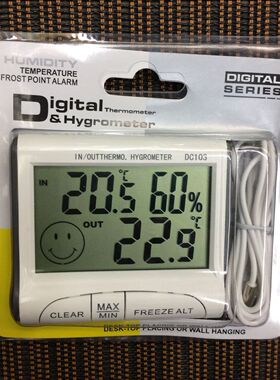 HUMIDITY
TEMPERATURE
FROST POINT ALARM
DIGITAL
SERIES
Digital Thermometer
& Hygrometer
IN/OUTTHERMO. HYGROMETER DC103
IN 20.5 °C 60%
OUT 22.9 °C
CLEAR MAX MIN FREEZE ALT
DESK-TOP PLACING OR WALL HANGING